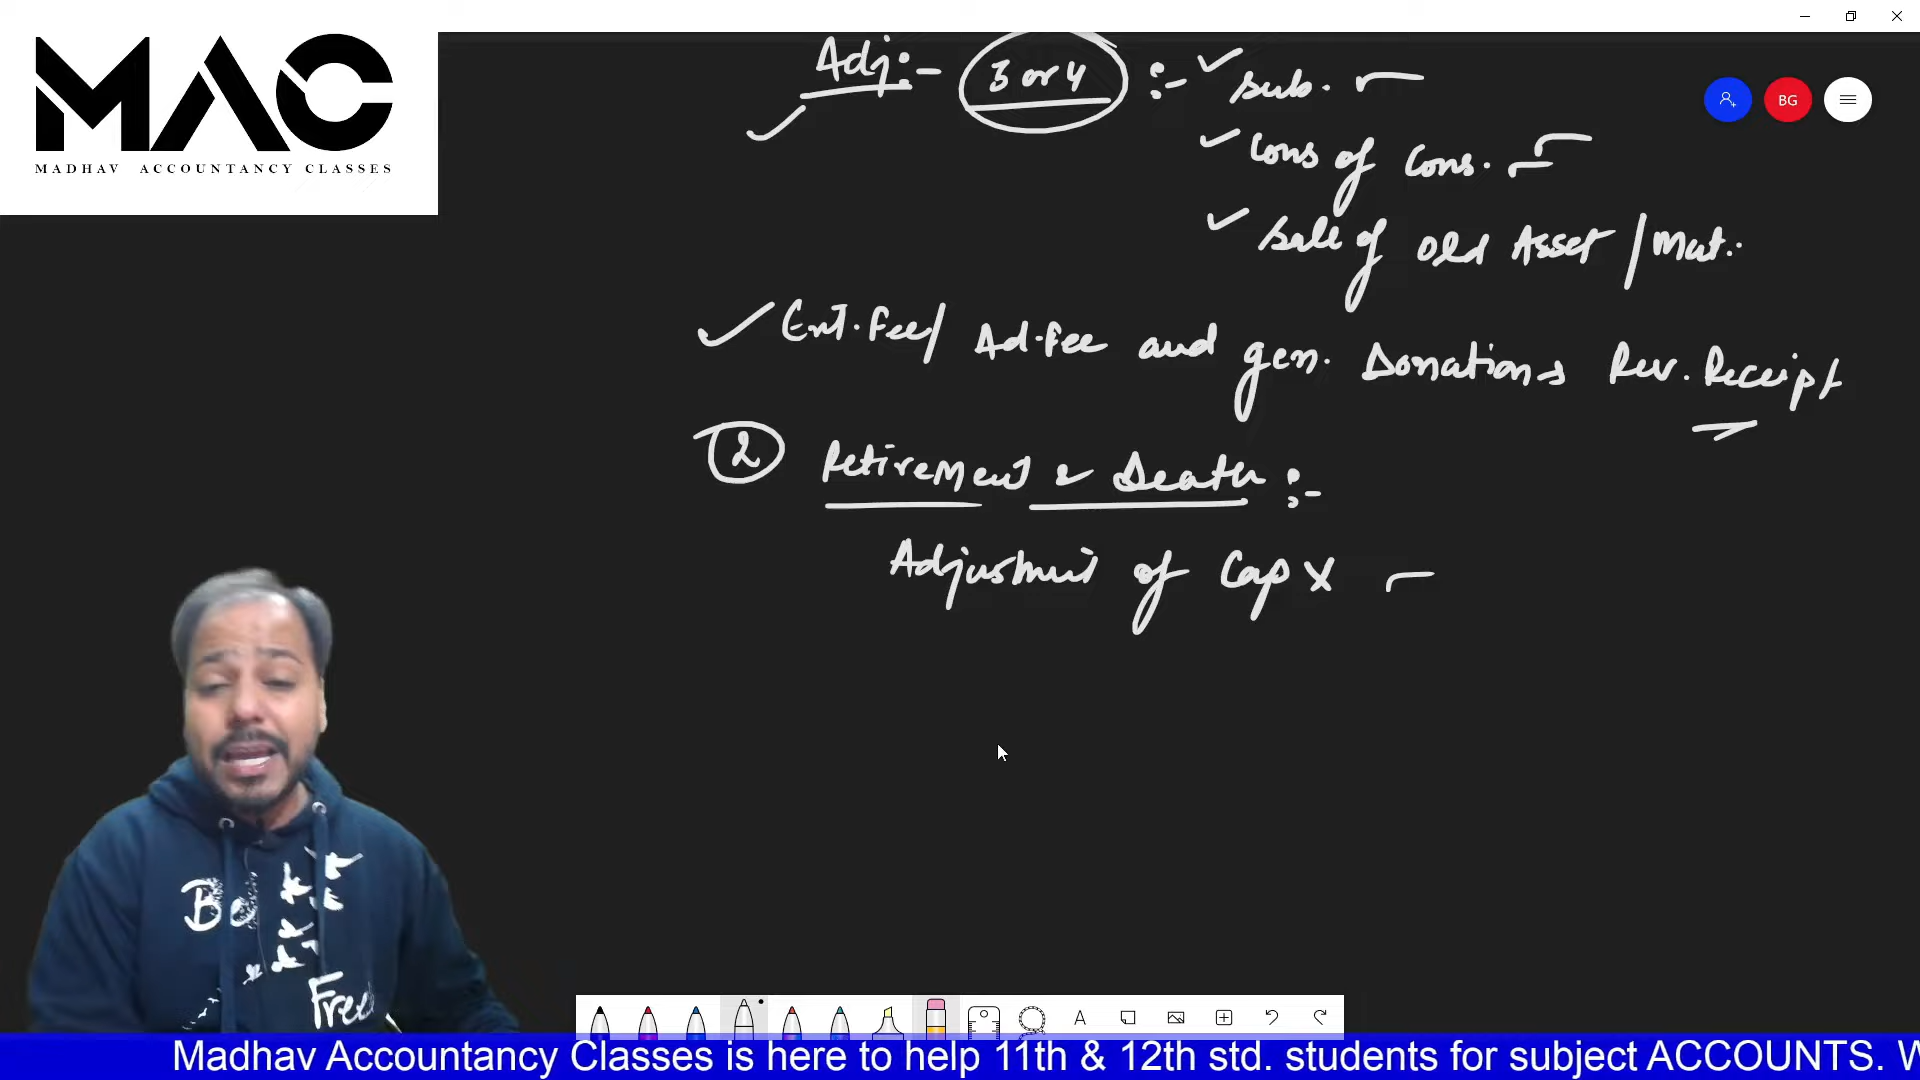 MAC
MADHAV ACCOUNTANCY CLASSES
Adj:- 3 or 4 :- Sub.
Cons of Cons.
Sale of Old Asset / Mat.
Ent. Fee/ Ad. Fee and gen. Donations Rev. Receipt
2 Retirement & Death :-
Adjustment of Cap X
BG
Be
Free
A
Madhav Accountancy Classes is here to help 11th & 12th std. students for subject ACCOUNTS. W